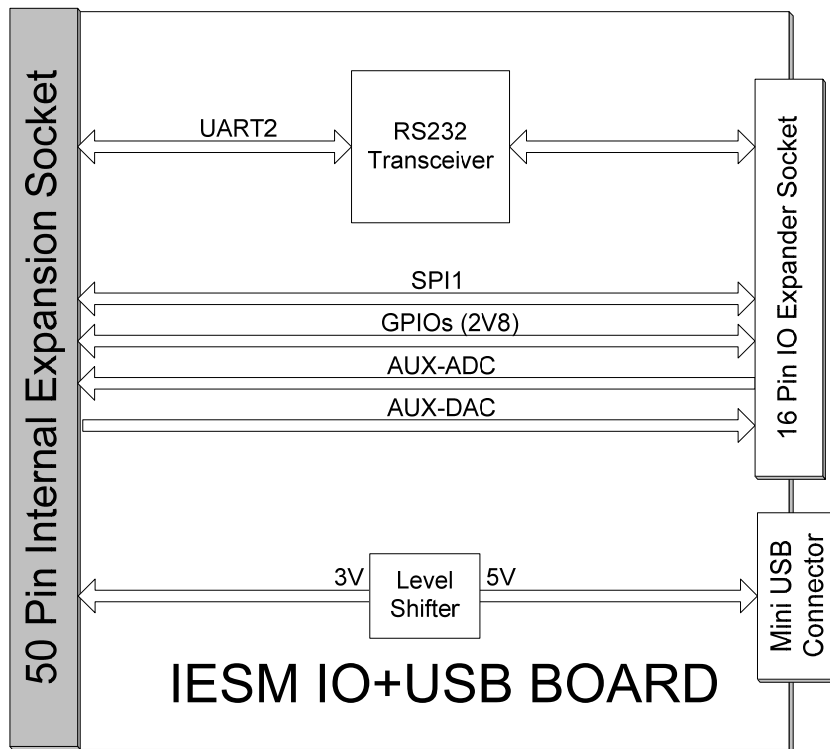 50 Pin Internal Expansion Socket
UART2
RS232
Transceiver
SPI1
GPIOs (2V8)
AUX-ADC
AUX-DAC
16 Pin IO Expander Socket
3V
Level
Shifter
5V
Mini USB
Connector
IESM IO+USB BOARD